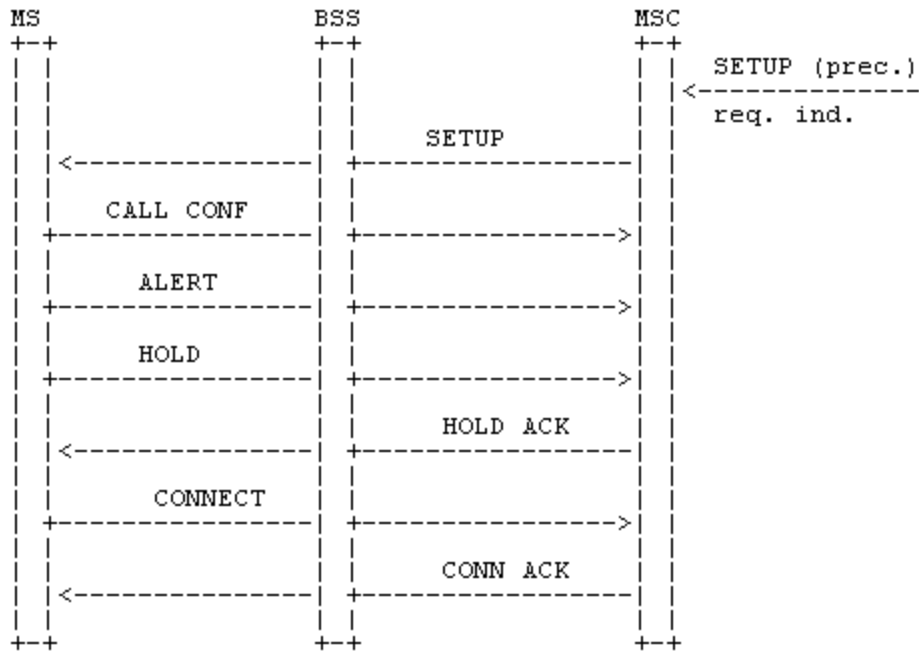 MS BSS MSC
SETUP (prec.)
req. ind.
SETUP
CALL CONF
ALERT
HOLD
HOLD ACK
CONNECT
CONN ACK